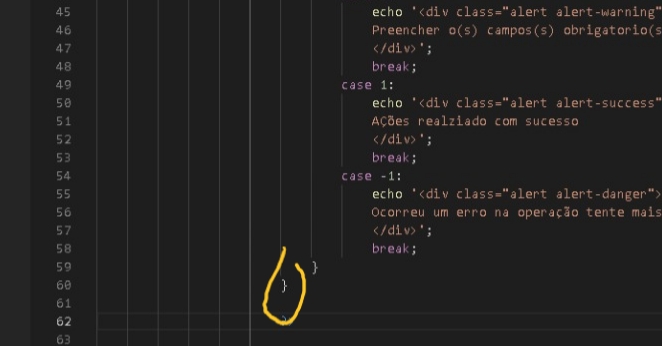 45 echo '<div class="alert alert-warning"
46 Preencher o(s) campos(s) obrigatorio(s
47 </div>';
48 break;
49 case 1:
50 echo '<div class="alert alert-success"
51 Ações realziado com sucesso
52 </div>';
53 break;
54 case -1:
55 echo '<div class="alert alert-danger">
56 Ocorreu um erro na operação tente mais
57 </div>';
58 break;
59 }
60 }
61
62
63